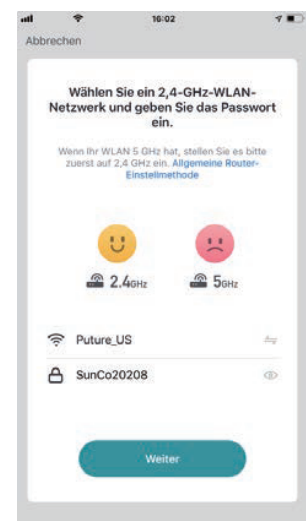 16:02
Abbrechen
Wählen Sie ein 2,4-GHz-WLAN-
Netzwerk und geben Sie das Passwort
ein.
Wenn Ihr WLAN 5 GHz hat, stellen Sie es bitte
zuerst auf 2,4 GHz ein. Allgemeine Router-
Einstellmethode
2.4GHz 5GHz
Puture_US
SunCo20208
Weiter